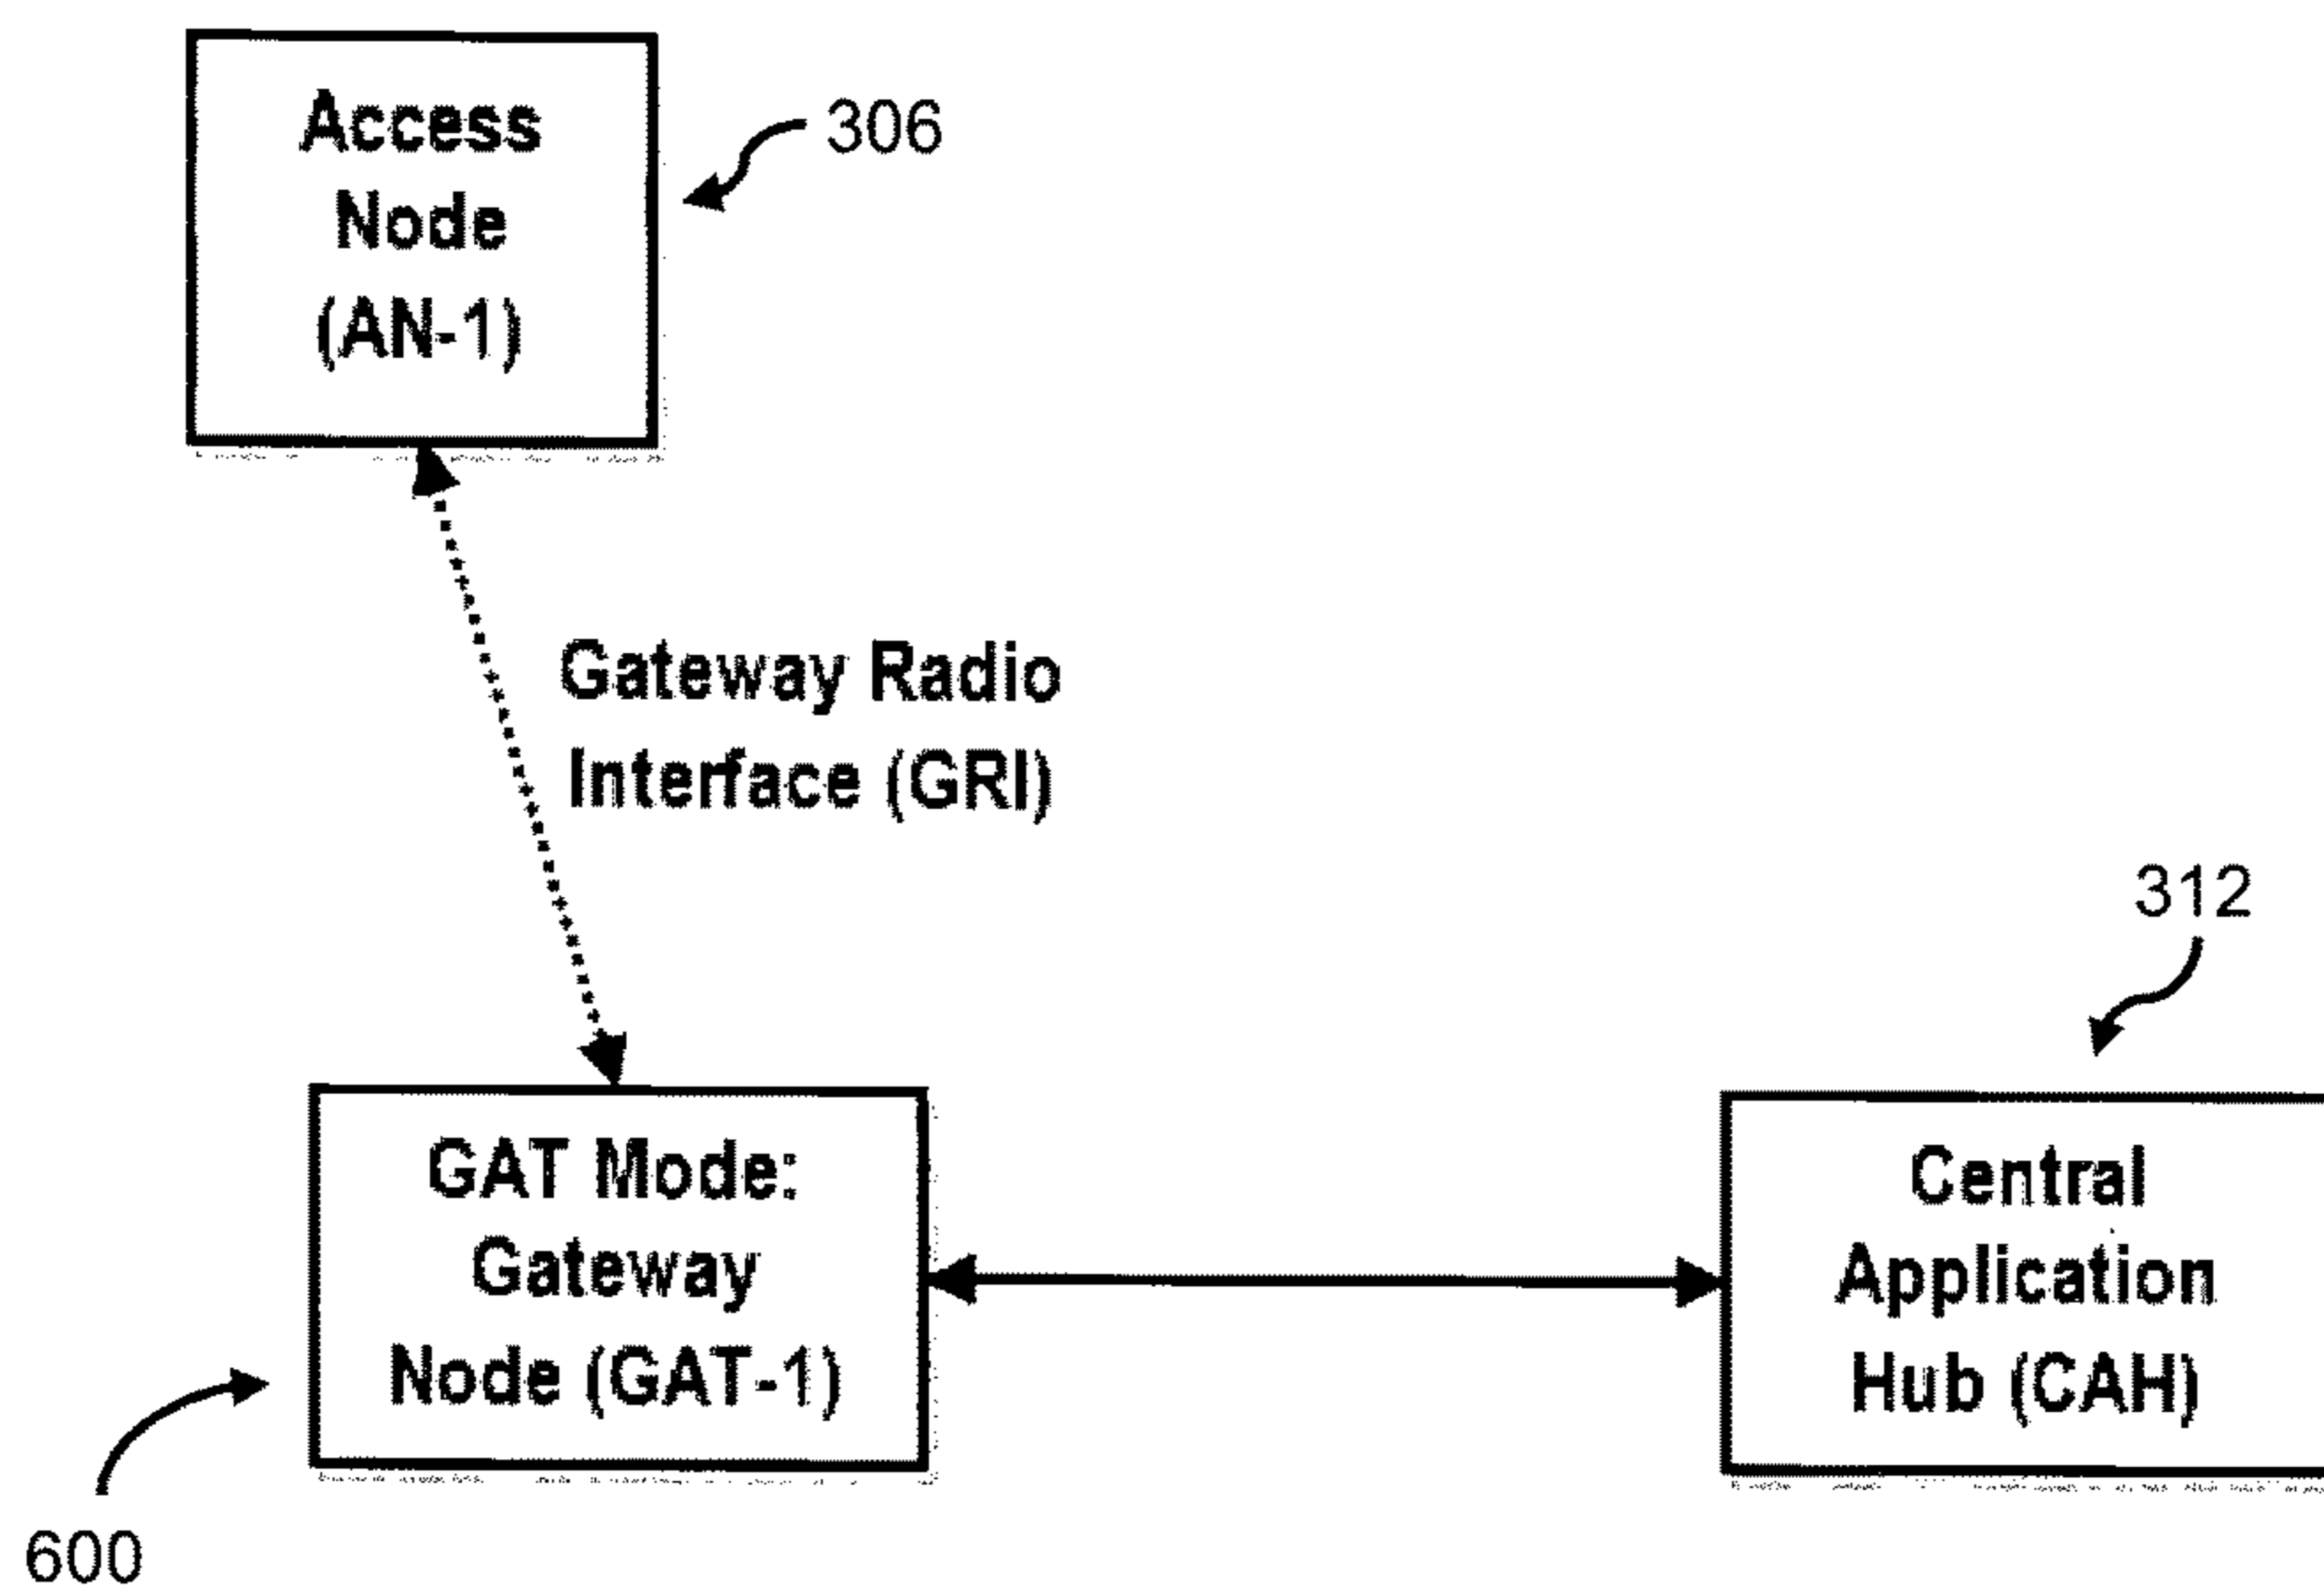 Access
Node
(AN-1)
306
Gateway Radio
Interface (GRI)
312
GAT Mode:
Gateway
Node (GAT-1)
Central
Application
Hub (CAH)
600